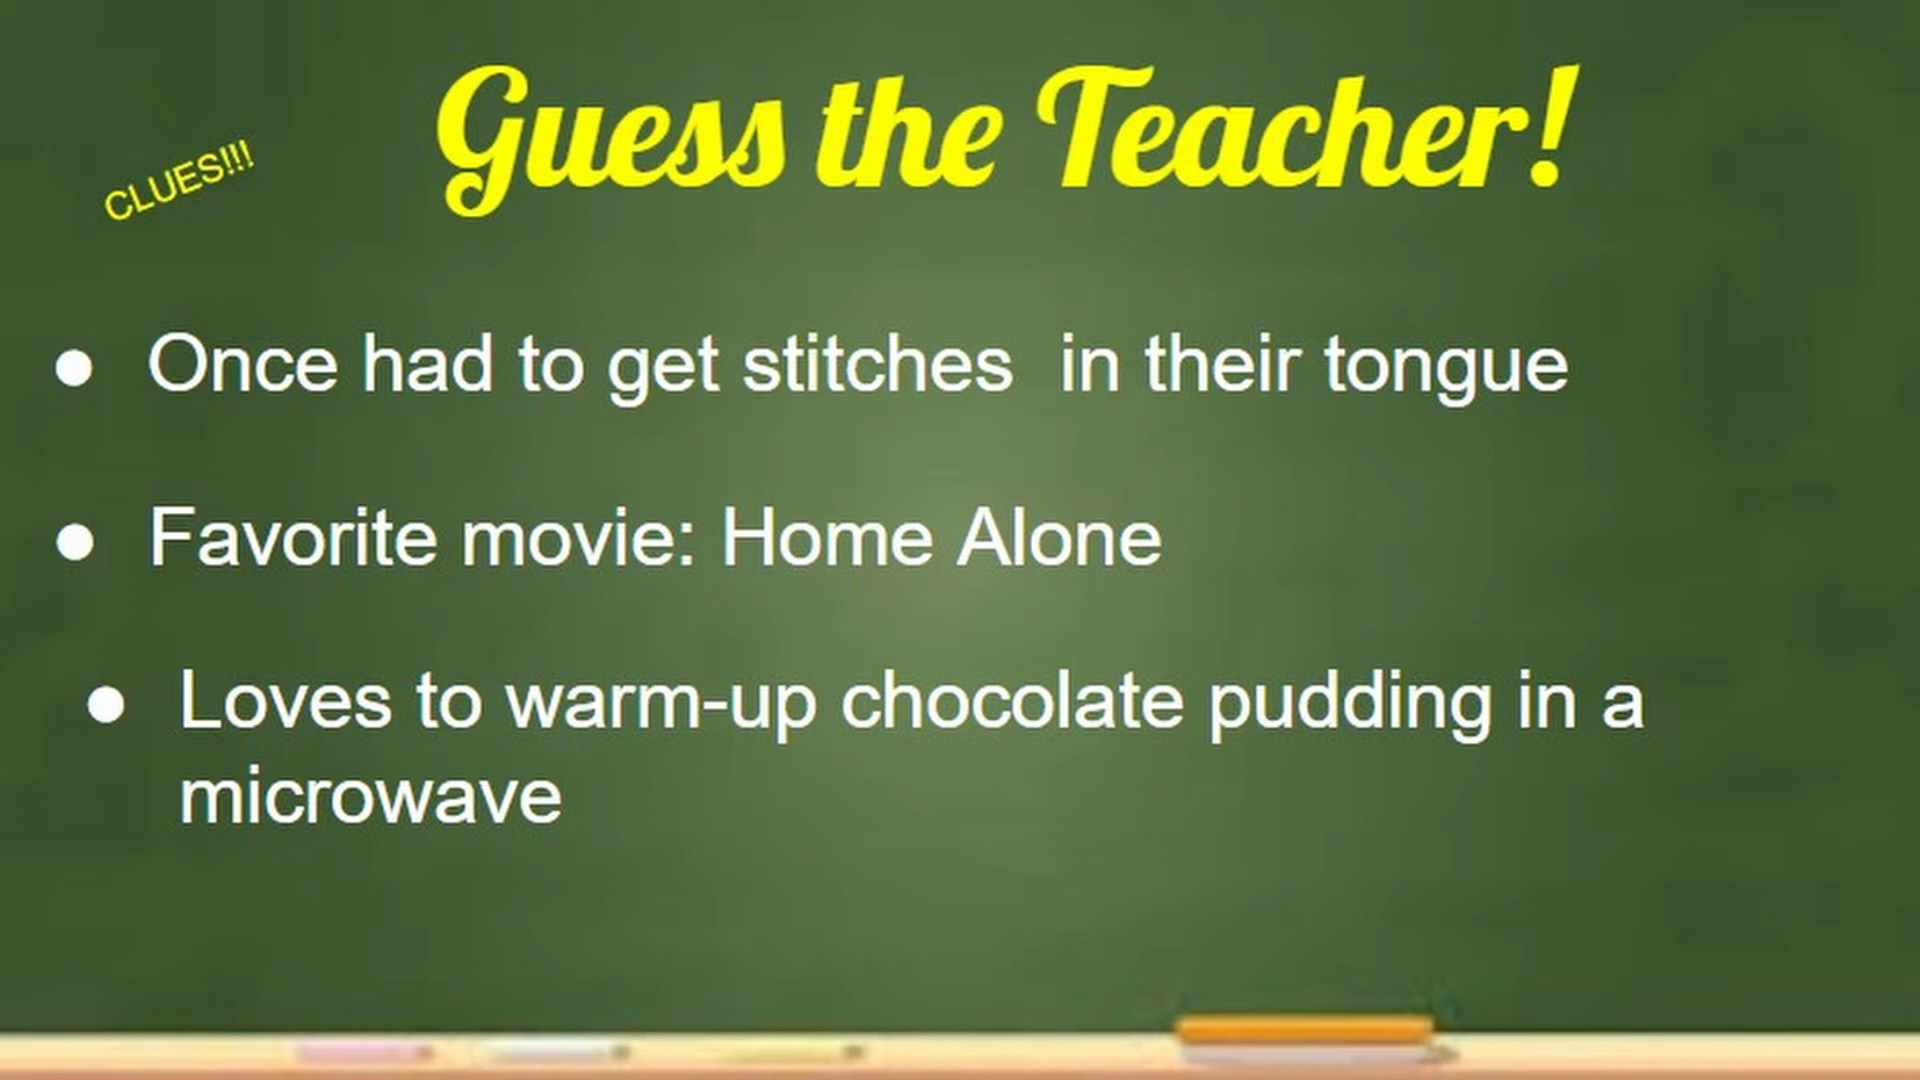 Guess the Teacher!
CLUES!!!
● Once had to get stitches  in their tongue
● Favorite movie: Home Alone
● Loves to warm-up chocolate pudding in a
microwave